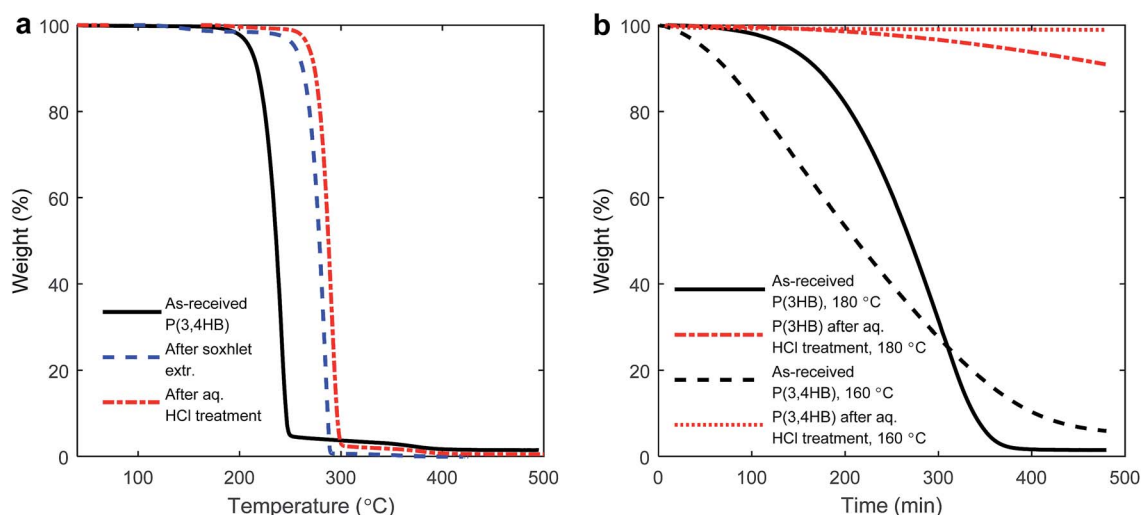 a
100
80
60
40
20
0
Weight (%)
As-received
P(3,4HB)
After soxhlet
extr.
After aq.
HCl treatment
100
200
300
400
500
Temperature (°C)
b
100
80
60
40
20
0
Weight (%)
As-received
P(3HB), 180 °C
P(3HB) after aq.
HCl treatment, 180 °C
As-received
P(3,4HB), 160 °C
P(3,4HB) after aq.
HCl treatment, 160 °C
0
100
200
300
400
500
Time (min)